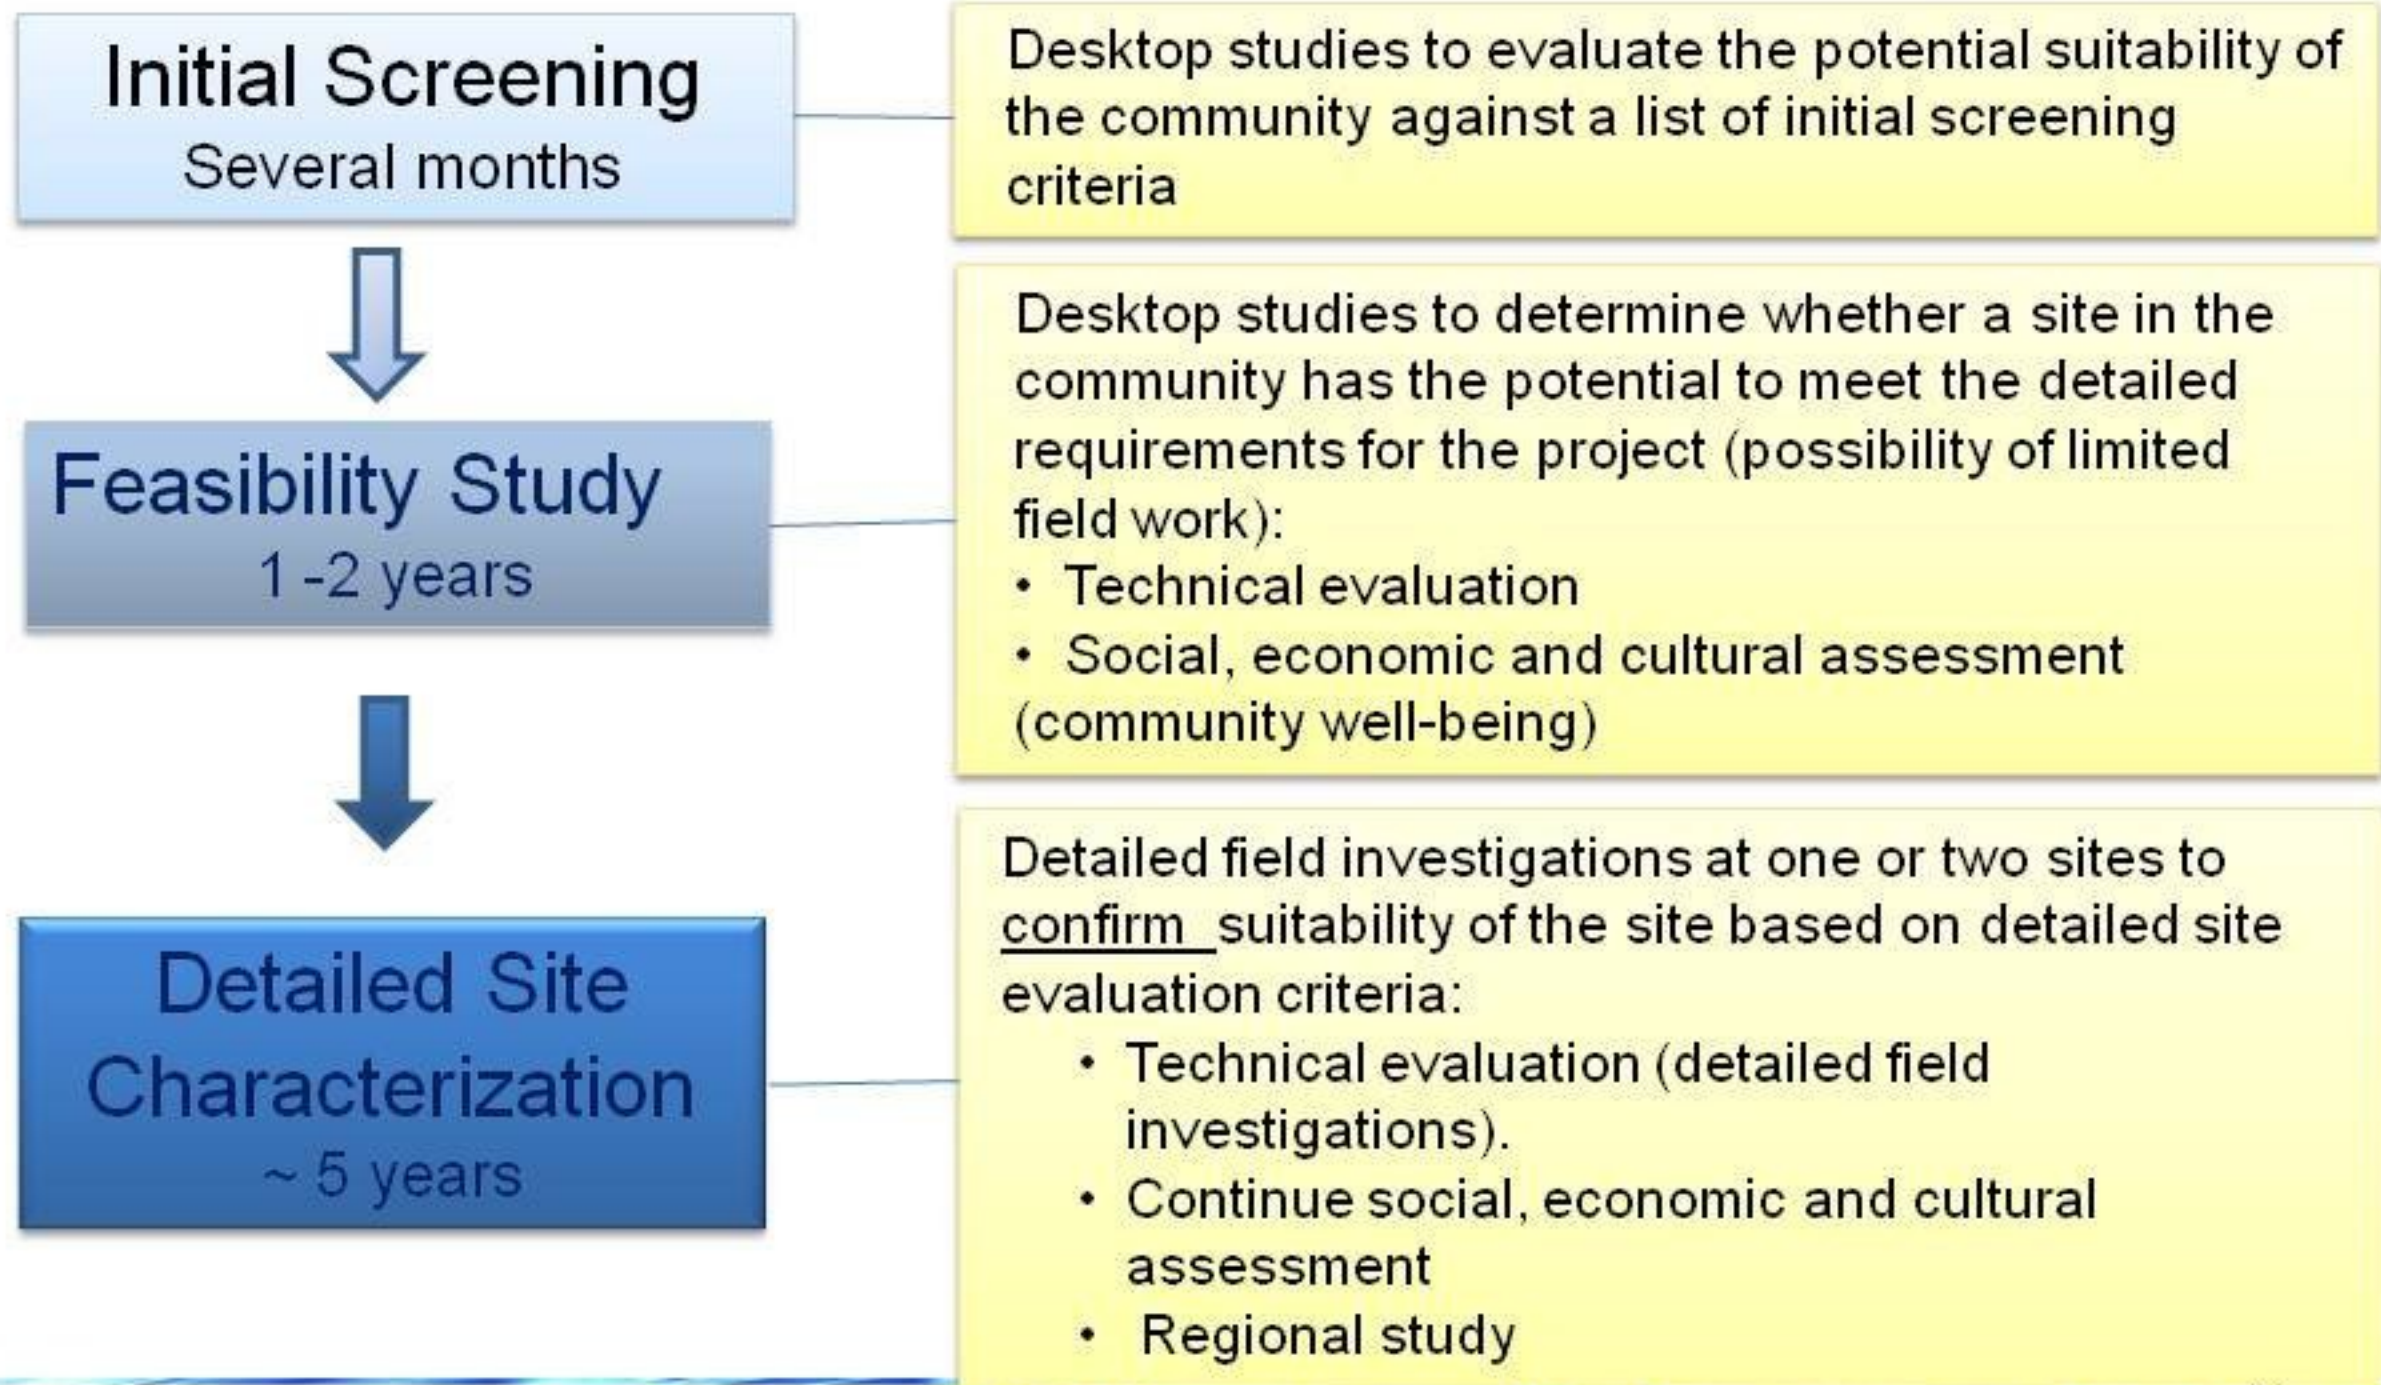 Initial Screening
Several months
Desktop studies to evaluate the potential suitability of
the community against a list of initial screening
criteria
Feasibility Study
1 -2 years
Desktop studies to determine whether a site in the
community has the potential to meet the detailed
requirements for the project (possibility of limited
field work):
• Technical evaluation
• Social, economic and cultural assessment
(community well-being)
Detailed Site
Characterization
~ 5 years
Detailed field investigations at one or two sites to
confirm suitability of the site based on detailed site
evaluation criteria:
• Technical evaluation (detailed field
investigations).
• Continue social, economic and cultural
assessment
• Regional study